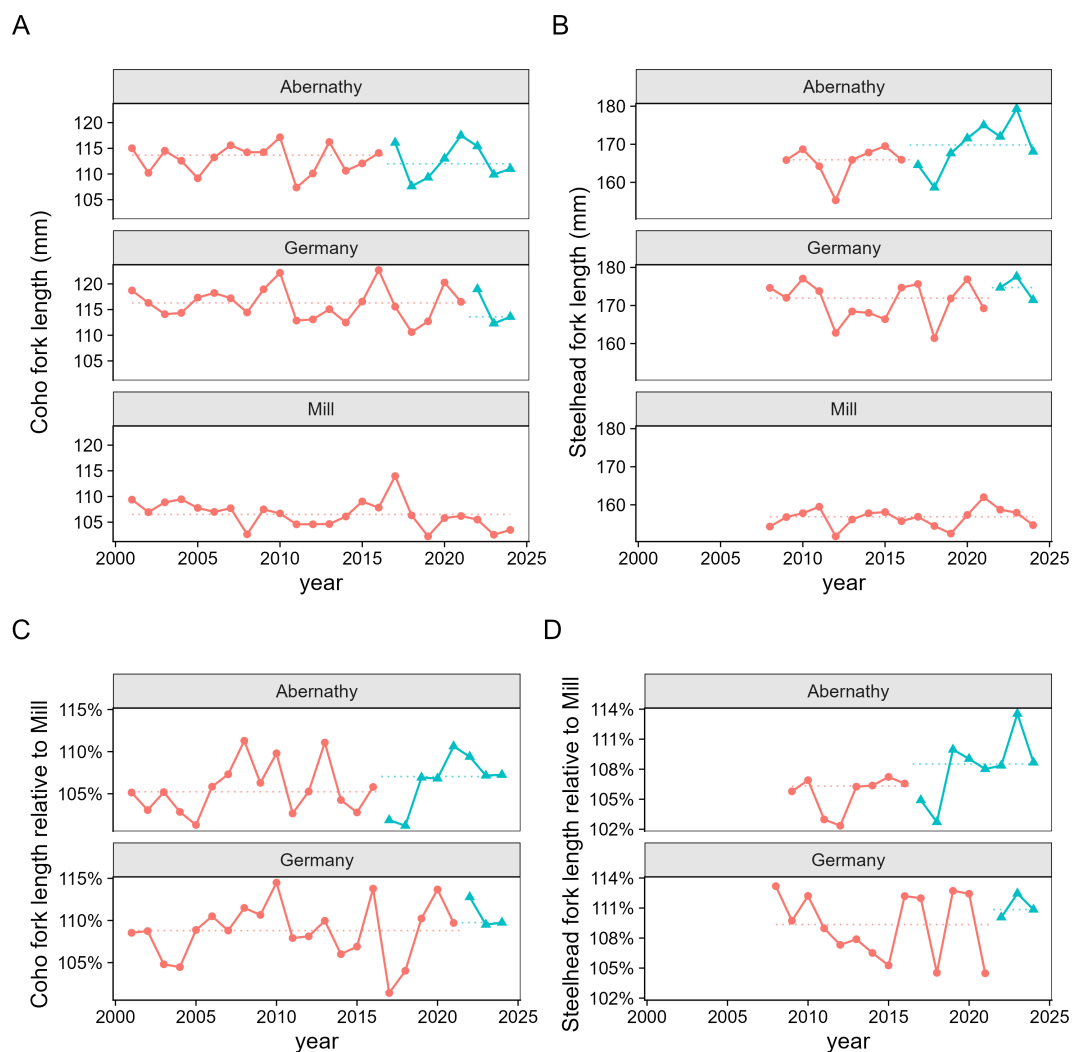 A
Abernathy
120
115
110
105
Germany
120
115
110
105
Mill
120
115
110
105
2000 2005 2010 2015 2020 2025
year
Coho fork length (mm)
B
Abernathy
180
170
160
Germany
180
170
160
Mill
180
170
160
2000 2005 2010 2015 2020 2025
year
Steelhead fork length (mm)
C
Abernathy
115%
110%
105%
Germany
115%
110%
105%
2000 2005 2010 2015 2020 2025
year
Coho fork length relative to Mill
D
Abernathy
114%
111%
108%
105%
102%
Germany
114%
111%
108%
105%
102%
2000 2005 2010 2015 2020 2025
year
Steelhead fork length relative to Mill